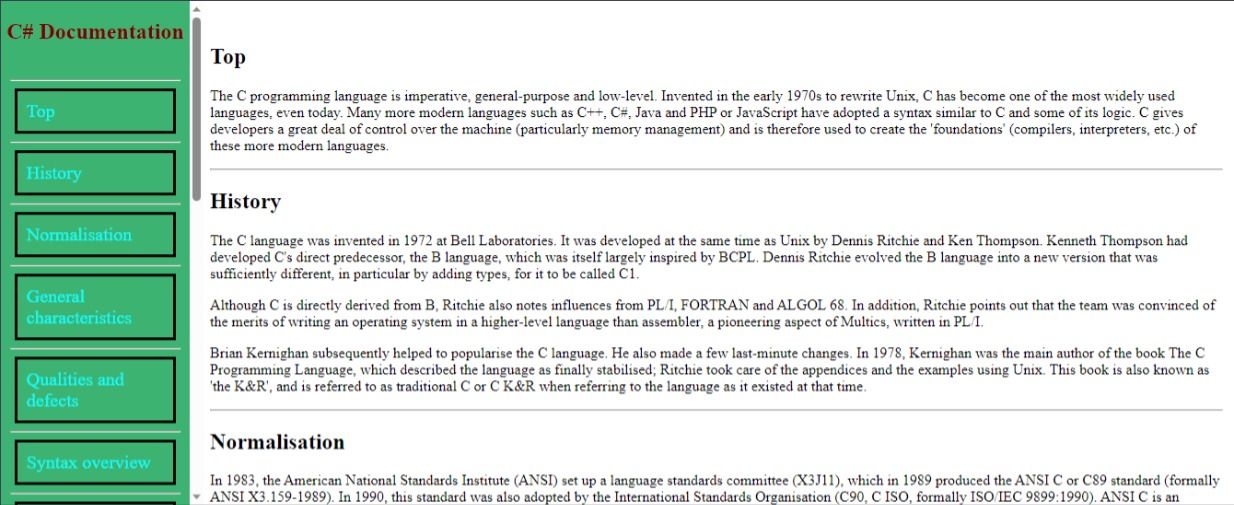 C# Documentation
Top
History
Normalisation
General
characteristics
Qualities and
defects
Syntax overview
Top
The C programming language is imperative, general-purpose and low-level. Invented in the early 1970s to rewrite Unix, C has become one of the most widely used
languages, even today. Many more modern languages such as C++, C#, Java and PHP or JavaScript have adopted a syntax similar to C and some of its logic. C gives
developers a great deal of control over the machine (particularly memory management) and is therefore used to create the 'foundations' (compilers, interpreters, etc.) of
these more modern languages.
History
The C language was invented in 1972 at Bell Laboratories. It was developed at the same time as Unix by Dennis Ritchie and Ken Thompson. Kenneth Thompson had
developed C's direct predecessor, the B language, which was itself largely inspired by BCPL. Dennis Ritchie evolved the B language into a new version that was
sufficiently different, in particular by adding types, for it to be called C1.
Although C is directly derived from B, Ritchie also notes influences from PL/I, FORTRAN and ALGOL 68. In addition, Ritchie points out that the team was convinced of
the merits of writing an operating system in a higher-level language than assembler, a pioneering aspect of Multics, written in PL/I.
Brian Kernighan subsequently helped to popularise the C language. He also made a few last-minute changes. In 1978, Kernighan was the main author of the book The C
Programming Language, which described the language as finally stabilised; Ritchie took care of the appendices and the examples using Unix. This book is also known as
'the K&R', and is referred to as traditional C or C K&R when referring to the language as it existed at that time.
Normalisation
In 1983, the American National Standards Institute (ANSI) set up a language standards committee (X3J11), which in 1989 produced the ANSI C or C89 standard (formally
ANSI X3.159-1989). In 1990, this standard was also adopted by the International Standards Organisation (C90, C ISO, formally ISO/IEC 9899:1990). ANSI C is an